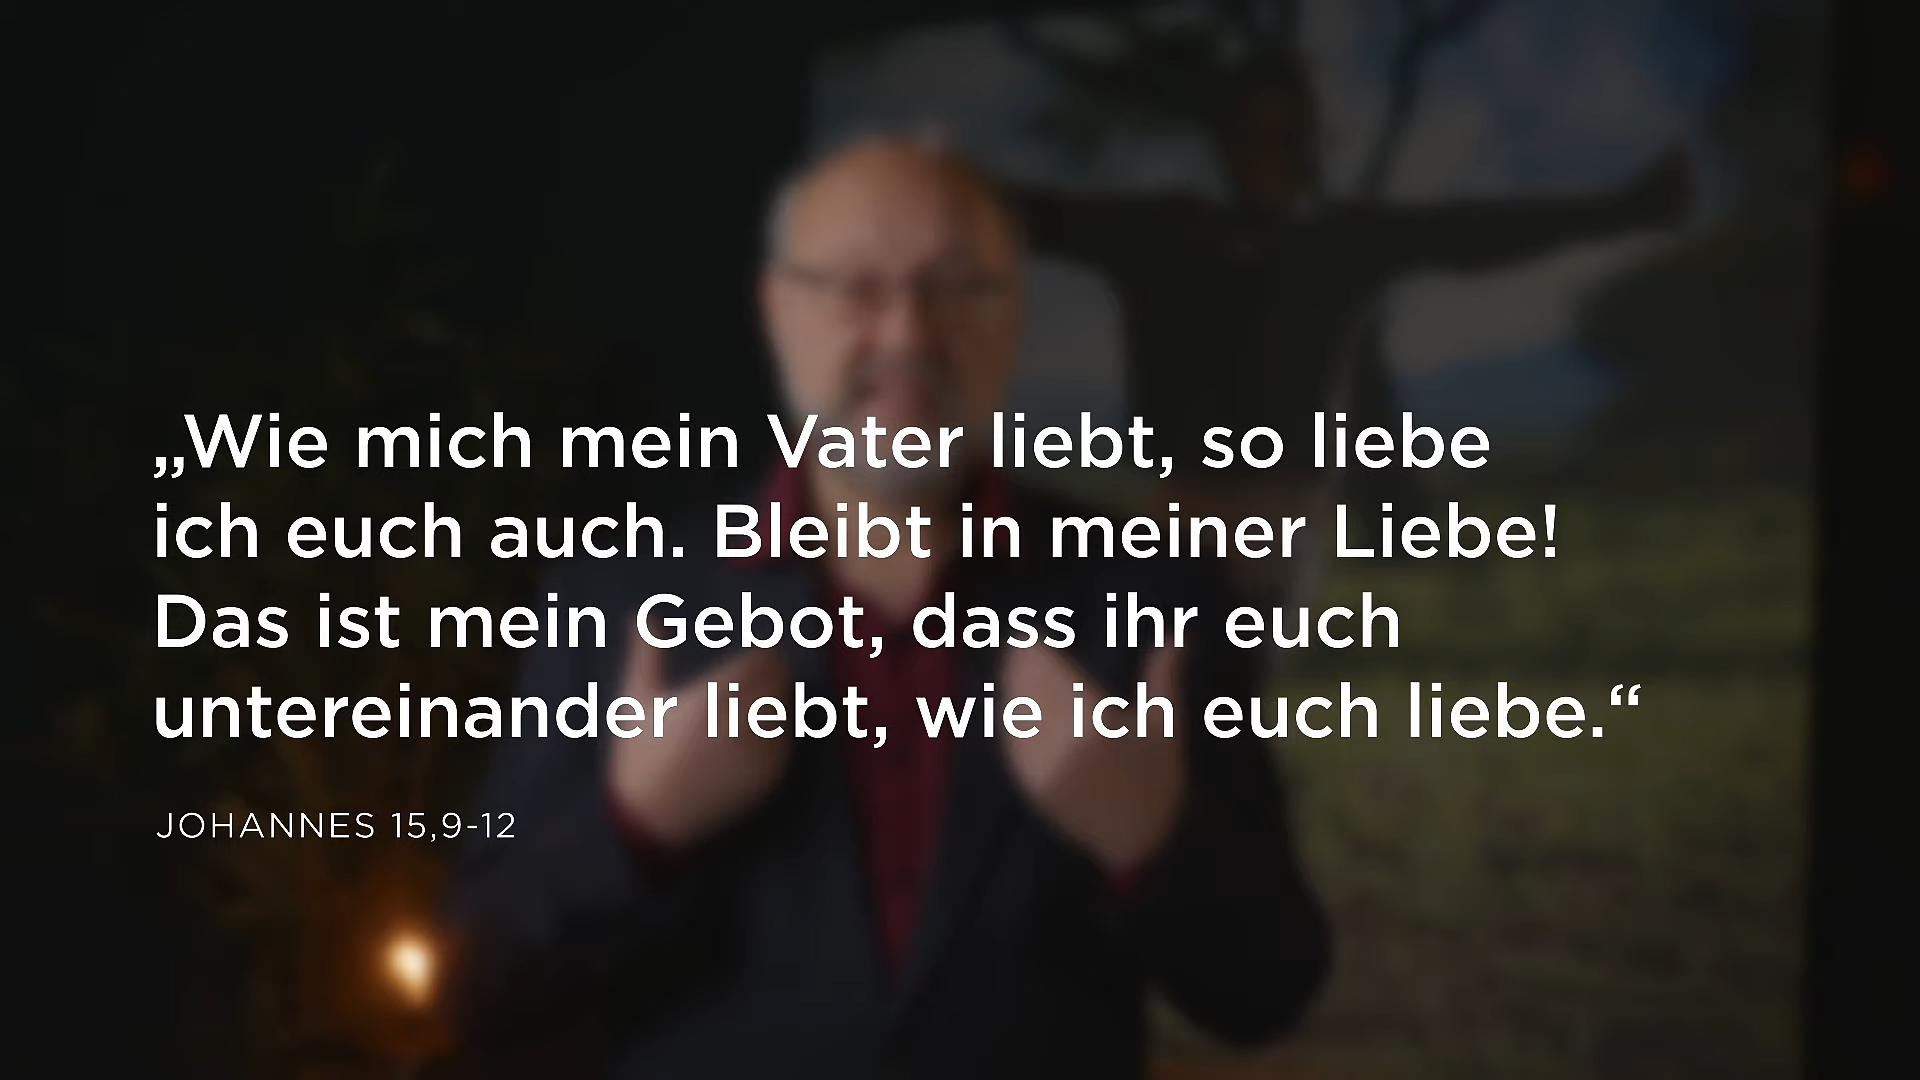 „Wie mich mein Vater liebt, so liebe
ich euch auch. Bleibt in meiner Liebe!
Das ist mein Gebot, dass ihr euch
untereinander liebt, wie ich euch liebe.“
JOHANNES 15,9-12